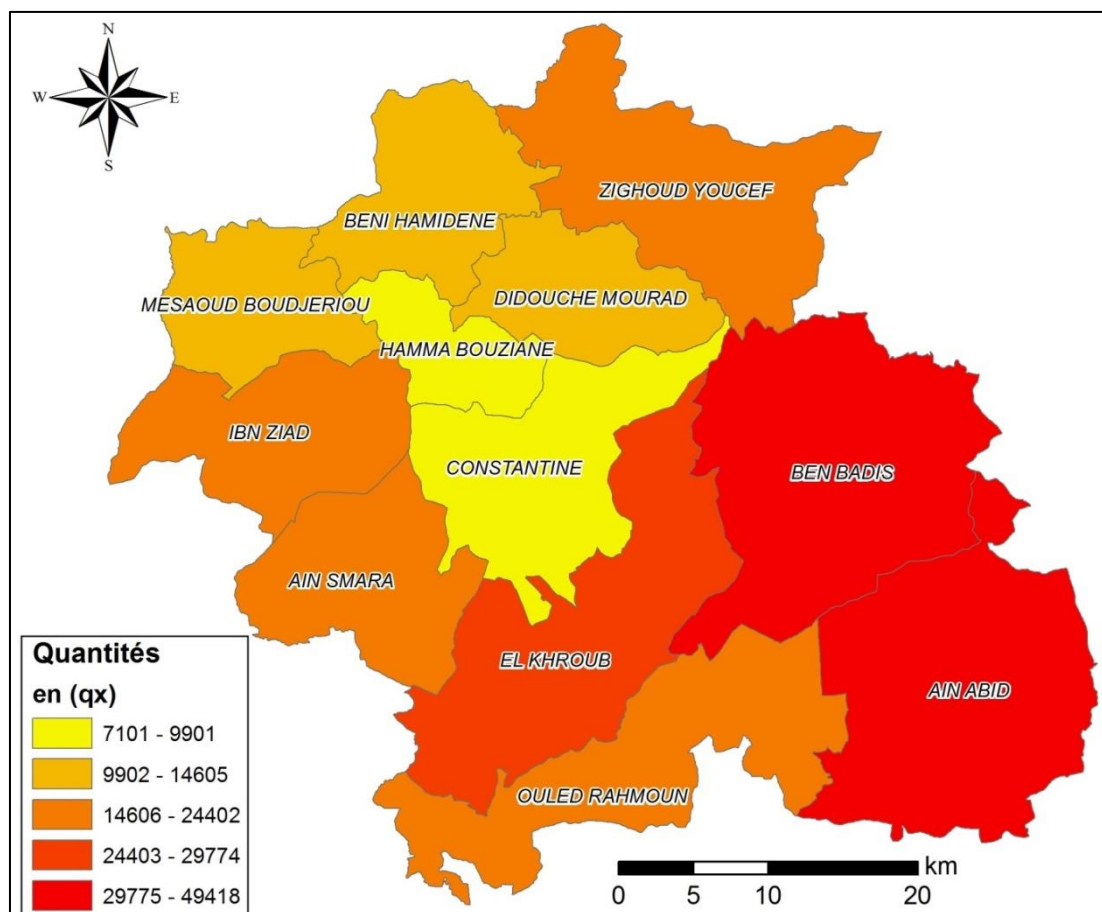 N
W E
S
ZIGHOUD YOUCEF
BENI HAMIDENE
MESAOUD BOUDJERIOU
DIDOUCHE MOURAD
HAMMA BOUZIANE
IBN ZIAD
CONSTANTINE
BEN BADIS
AIN SMARA
EL KHROUB
AIN ABID
OULED RAHMOUN
Quantités
en (qx)
7101 - 9901
9902 - 14605
14606 - 24402
24403 - 29774
29775 - 49418
km
0 5 10 20